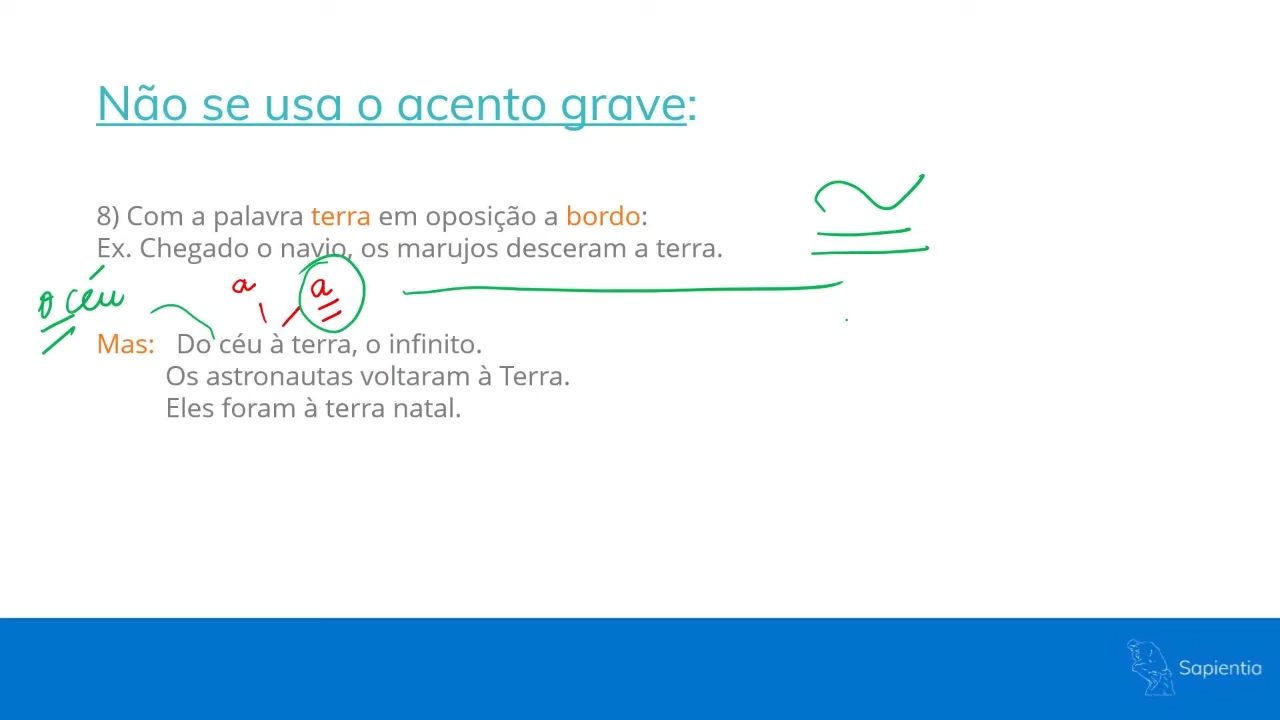 Não se usa o acento grave:
8) Com a palavra terra em oposição a bordo:
Ex. Chegado o navio, os marujos desceram a terra.
o céu
a
a
Mas: Do céu à terra, o infinito.
Os astronautas voltaram à Terra.
Eles foram à terra natal.
Sapientia